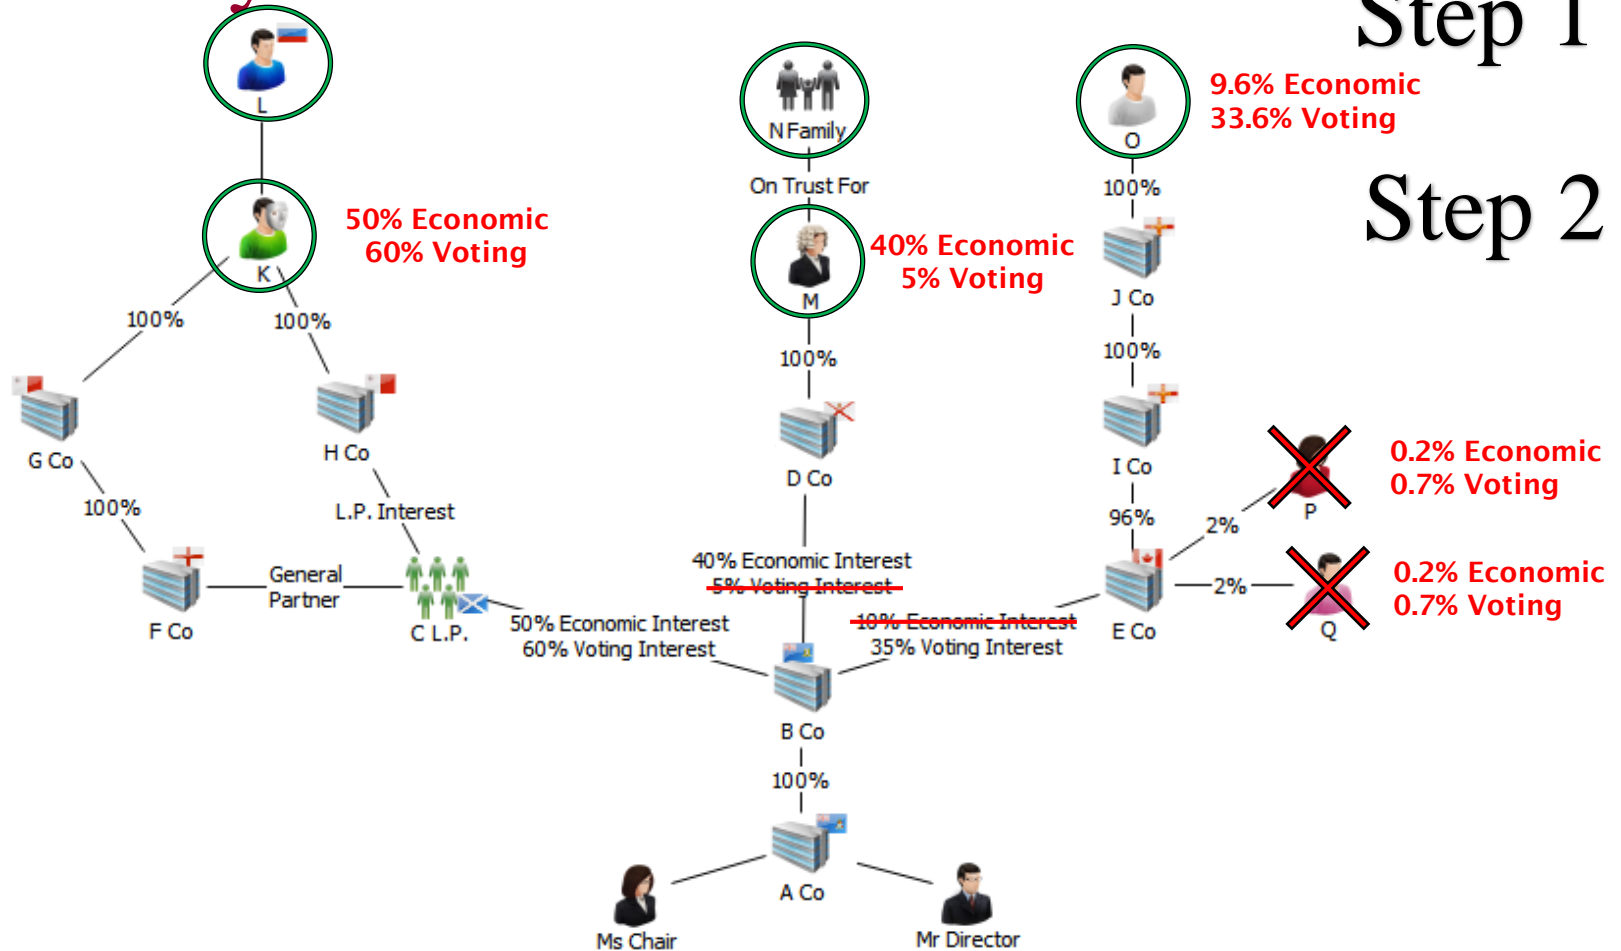 Step 1
L
N Family
O
9.6% Economic
33.6% Voting
On Trust For
100%
Step 2
K
50% Economic
60% Voting
M
40% Economic
5% Voting
J Co
100%
100%
100%
100%
G Co
H Co
D Co
I Co
0.2% Economic
0.7% Voting
P
100%
L.P. Interest
96%
2%
40% Economic Interest
5% Voting Interest
General
Partner
2%
0.2% Economic
0.7% Voting
F Co
C L.P.
50% Economic Interest
60% Voting Interest
10% Economic Interest
35% Voting Interest
E Co
Q
B Co
100%
A Co
Ms Chair
Mr Director